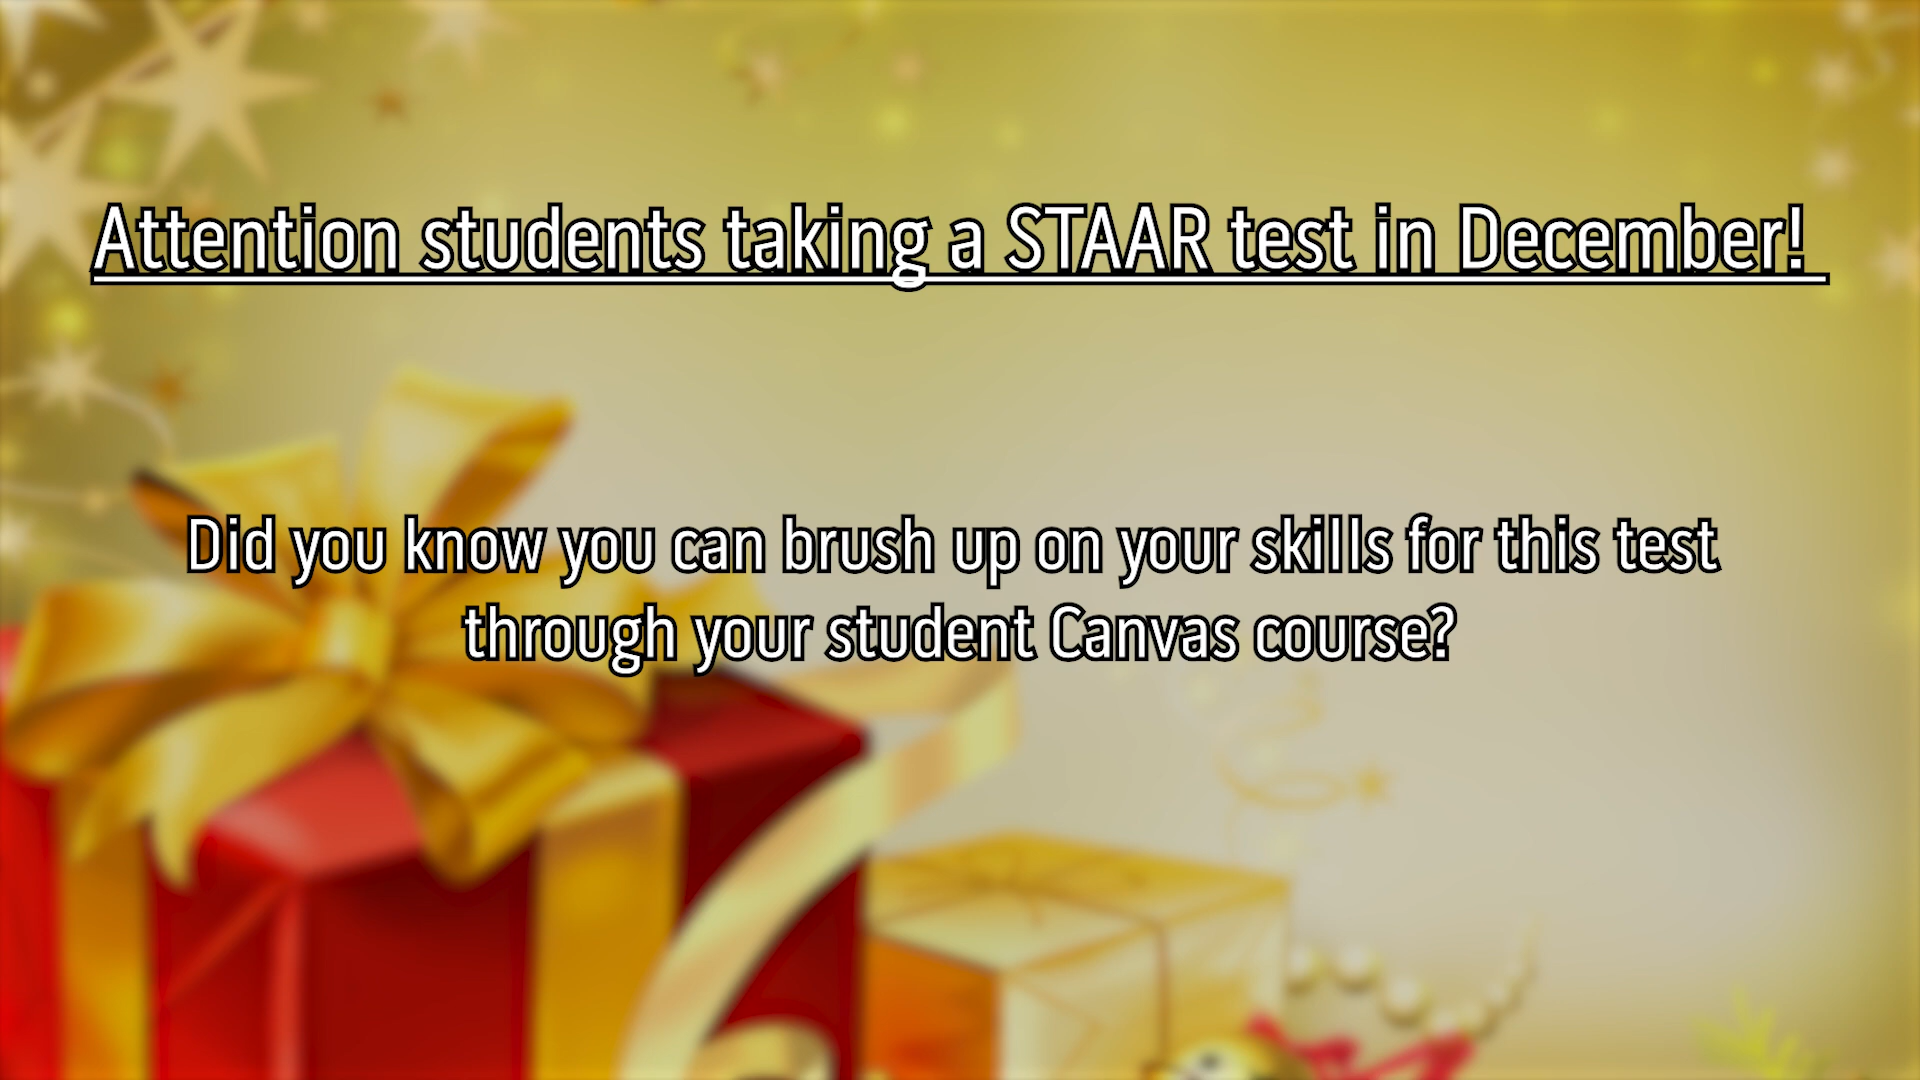 Attention students taking a STAAR test in December!
Did you know you can brush up on your skills for this test
through your student Canvas course?